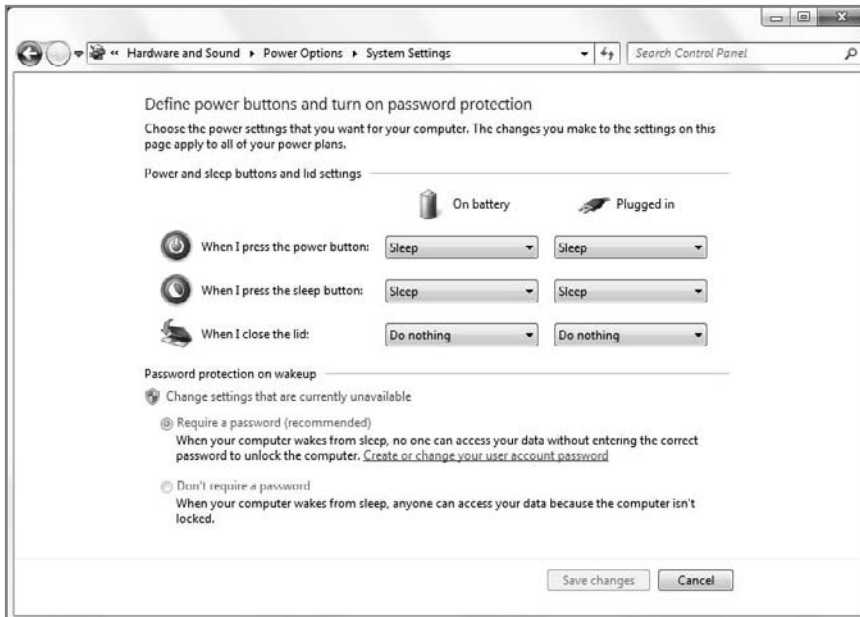 « Hardware and Sound ▸ Power Options ▸ System Settings
Search Control Panel
Define power buttons and turn on password protection
Choose the power settings that you want for your computer. The changes you make to the settings on this
page apply to all of your power plans.
Power and sleep buttons and lid settings
On battery Plugged in
When I press the power button: Sleep Sleep
When I press the sleep button: Sleep Sleep
When I close the lid: Do nothing Do nothing
Password protection on wakeup
Change settings that are currently unavailable
Require a password (recommended)
When your computer wakes from sleep, no one can access your data without entering the correct
password to unlock the computer. Create or change your user account password
Don't require a password
When your computer wakes from sleep, anyone can access your data because the computer isn't
locked.
Save changes Cancel